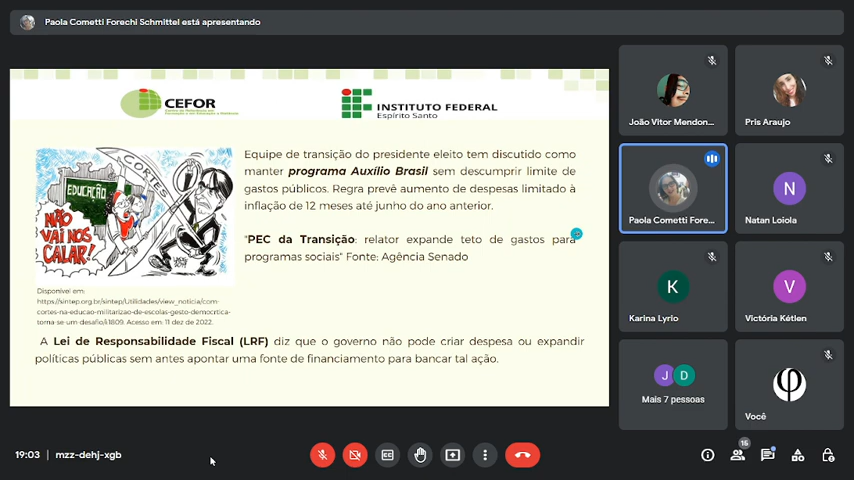 Paola Cometti Forechi Schmittel está apresentando
CEFOR
INSTITUTO FEDERAL
Espírito Santo
CORTES
EDUCAÇÃO
NÃO
VAI NOS
CALAR!
Equipe de transição do presidente eleito tem discutido como
manter programa Auxílio Brasil sem descumprir limite de
gastos públicos. Regra prevê aumento de despesas limitado à
inflação de 12 meses até junho do ano anterior.
"PEC da Transição: relator expande teto de gastos para
programas sociais" Fonte: Agência Senado
Disponível em:
https://sintep.org.br/sintep/Utilidades/view_noticia/com-
cortes-na-educao-militarizao-de-escolas-gesto-democrtica-
torna-se-um-desafio/i:1809. Acesso em: 11 dez de 2022.
A Lei de Responsabilidade Fiscal (LRF) diz que o governo não pode criar despesa ou expandir
políticas públicas sem antes apontar uma fonte de financiamento para bancar tal ação.
João Vitor Mendon...
Pris Araujo
Paola Cometti Fore...
N
Natan Loiola
K
Karina Lyrio
V
Victória Kétlen
J D
Mais 7 pessoas
φ
Você
19:03 | mzz-dehj-xgb
CC
15